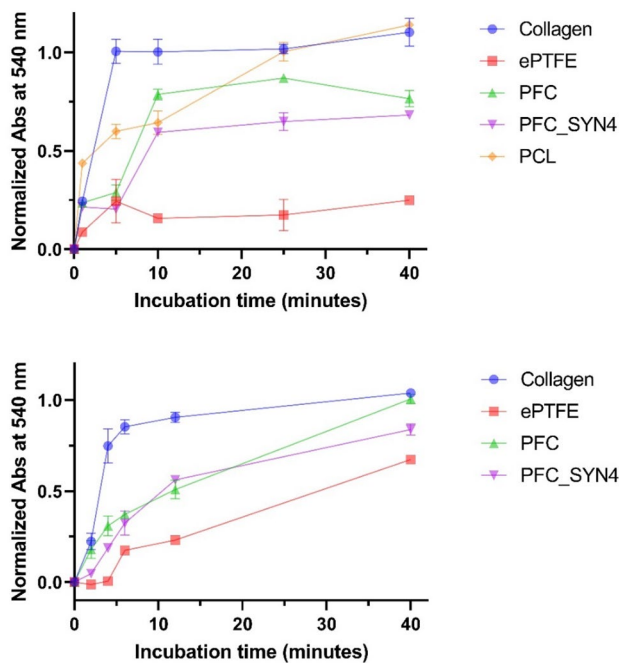 Normalized Abs at 540 nm
1.0
0.5
0.0
0 10 20 30 40
Incubation time (minutes)
Collagen
ePTFE
PFC
PFC_SYN4
PCL
Normalized Abs at 540 nm
1.0
0.5
0.0
0 10 20 30 40
Incubation time (minutes)
Collagen
ePTFE
PFC
PFC_SYN4